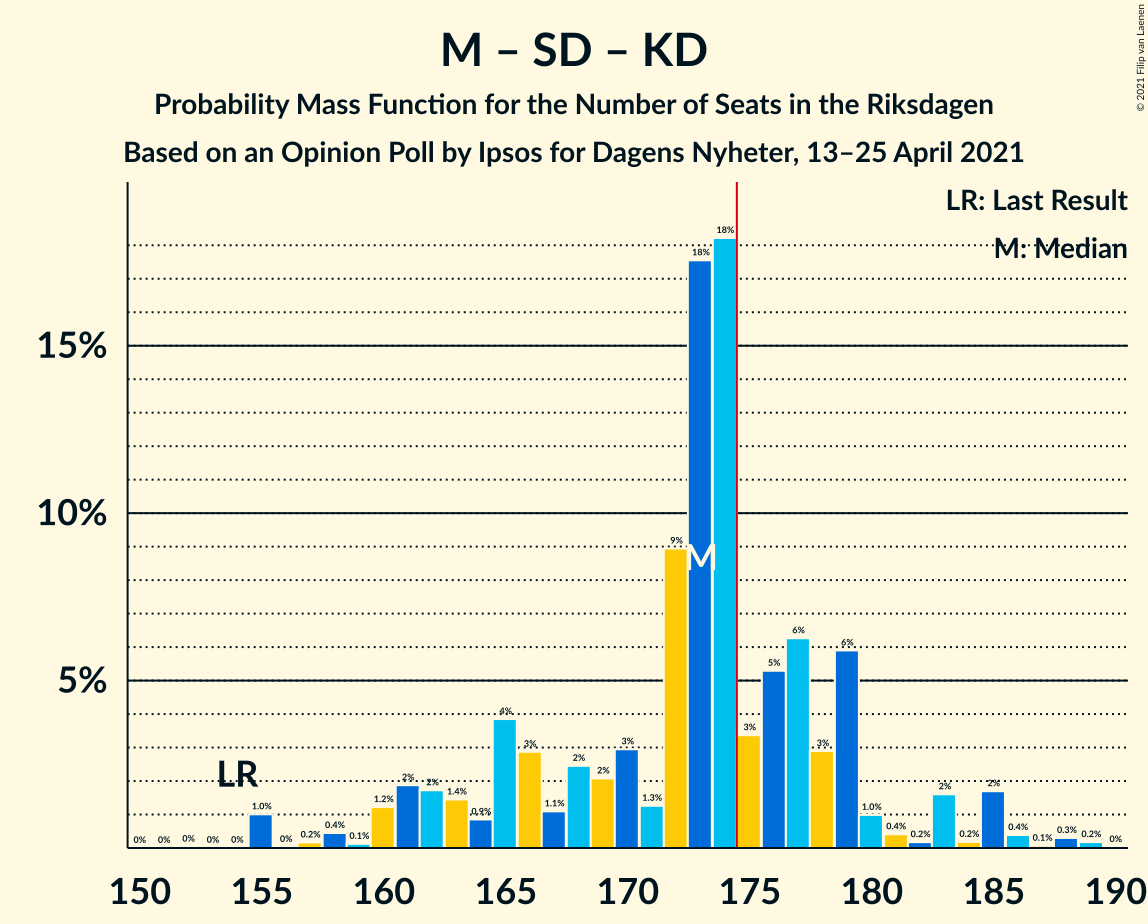 M – SD – KD
Probability Mass Function for the Number of Seats in the Riksdagen
Based on an Opinion Poll by Ipsos for Dagens Nyheter, 13–25 April 2021
© 2021 Filip van Laenen
LR: Last Result
M: Median
15%
10%
5%
LR
M
0% 0% 0% 0% 0% 1.0% 0% 0.2% 0.4% 0.1% 1.2% 2% 2% 1.4% 0.9% 4% 3% 1.1% 2% 2% 3% 1.3% 9% 18% 18% 3% 5% 6% 3% 6% 1.0% 0.4% 0.2% 2% 0.2% 2% 0.4% 0.1% 0.3% 0.2% 0%
150 155 160 165 170 175 180 185 190